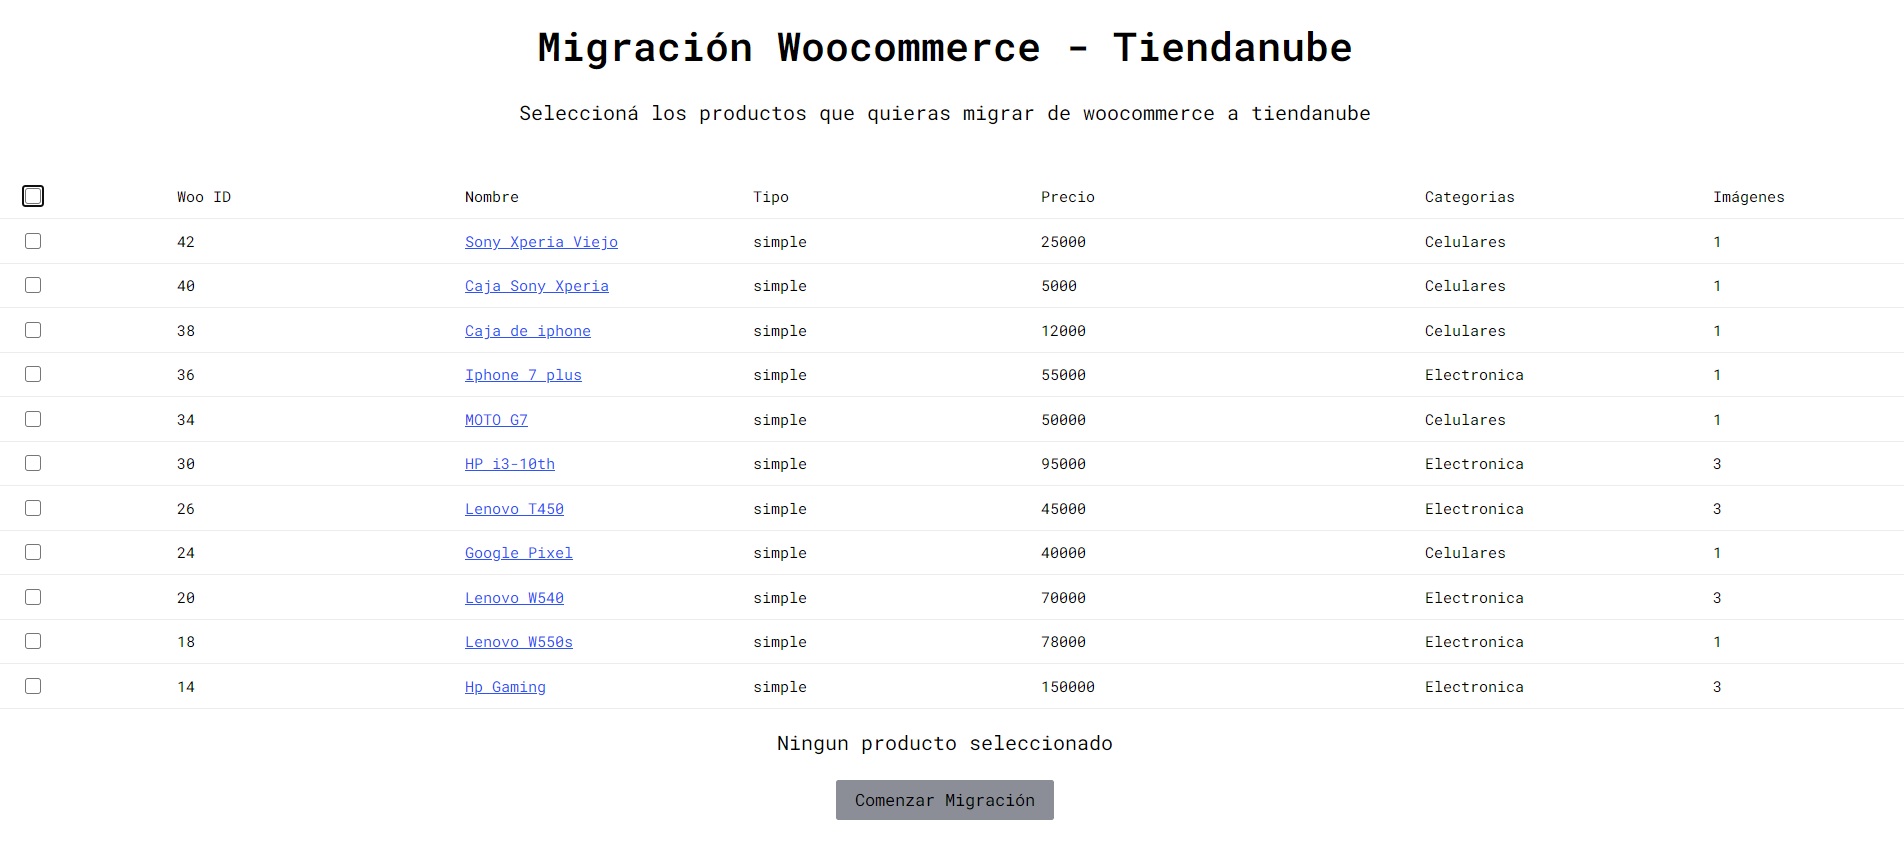 Migración Woocommerce - Tiendanube
Seleccioná los productos que quieras migrar de woocommerce a tiendanube
Woo ID Nombre Tipo Precio Categorias Imágenes
42 Sony Xperia Viejo simple 25000 Celulares 1
40 Caja Sony Xperia simple 5000 Celulares 1
38 Caja de iphone simple 12000 Celulares 1
36 Iphone 7 plus simple 55000 Electronica 1
34 MOTO G7 simple 50000 Celulares 1
30 HP i3-10th simple 95000 Electronica 3
26 Lenovo T450 simple 45000 Electronica 3
24 Google Pixel simple 40000 Celulares 1
20 Lenovo W540 simple 70000 Electronica 3
18 Lenovo W550s simple 78000 Electronica 1
14 Hp Gaming simple 150000 Electronica 3
Ningun producto seleccionado
Comenzar Migración